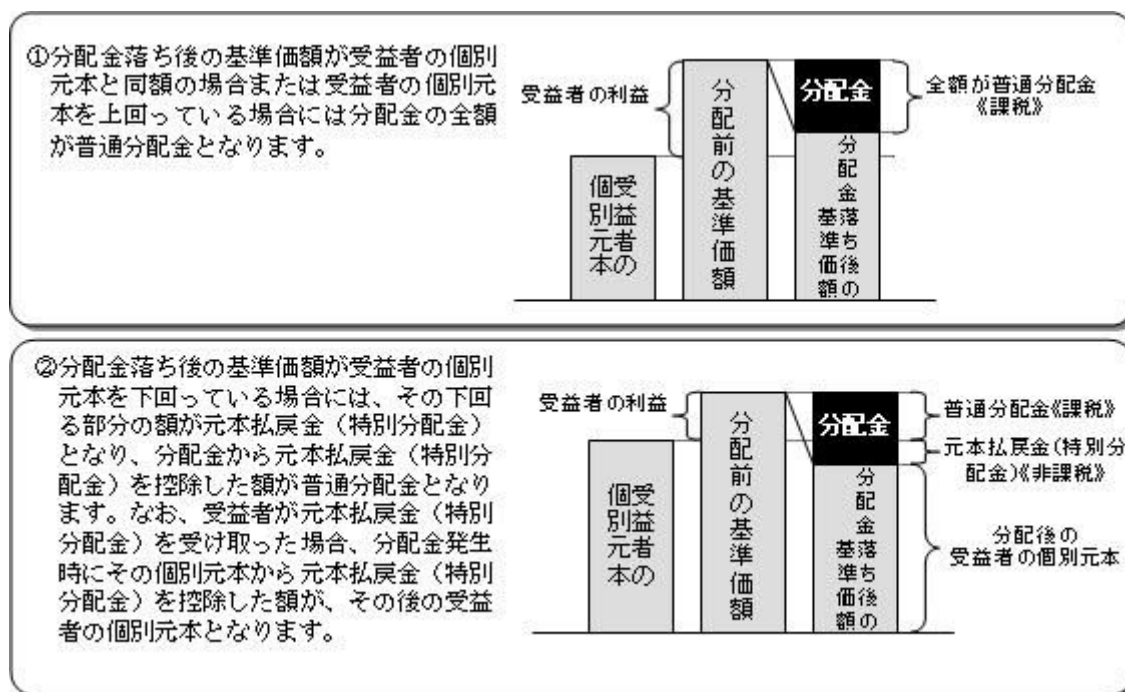 ①分配金落ち後の基準価額が受益者の個別
元本と同額の場合または受益者の個別元
本を上回っている場合には分配金の全額
が普通分配金となります。
受益者の利益
受益者の
個別元本
分配前の基準価額
分配金
分配金落ち後の
基準価額
全額が普通分配金
《課税》
②分配金落ち後の基準価額が受益者の個別
元本を下回っている場合には、その下回
る部分の額が元本払戻金（特別分配金）
となり、分配金から元本払戻金（特別分
配金）を控除した額が普通分配金となり
ます。なお、受益者が元本払戻金（特別
分配金）を受け取った場合、分配金発生
時にその個別元本から元本払戻金（特別
分配金）を控除した額が、その後の受益
者の個別元本となります。
受益者の利益
受益者の
個別元本
分配前の基準価額
分配金
分配金落ち後の
基準価額
普通分配金《課税》
元本払戻金(特別分
配金)《非課税》
分配後の
受益者の個別元本